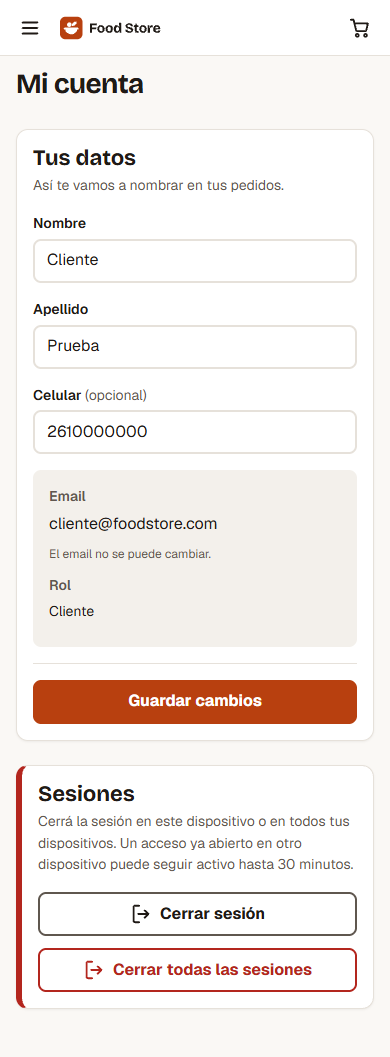 Food Store
Mi cuenta
Tus datos
Así te vamos a nombrar en tus pedidos.
Nombre
Cliente
Apellido
Prueba
Celular (opcional)
2610000000
Email
cliente@foodstore.com
El email no se puede cambiar.
Rol
Cliente
Guardar cambios
Sesiones
Cerrá la sesión en este dispositivo o en todos tus
dispositivos. Un acceso ya abierto en otro
dispositivo puede seguir activo hasta 30 minutos.
Cerrar sesión
Cerrar todas las sesiones